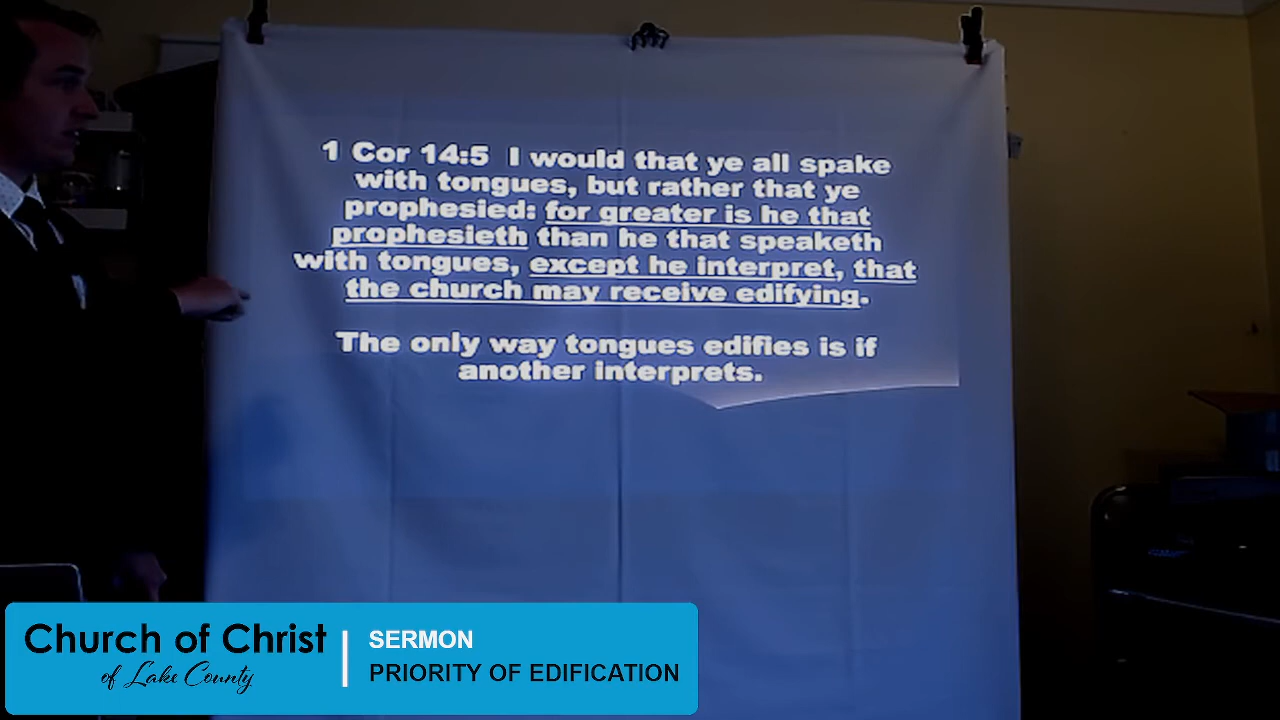 1 Cor 14:5 I would that ye all spake
with tongues, but rather that ye
prophesied: for greater is he that
prophesieth than he that speaketh
with tongues, except he interpret, that
the church may receive edifying.
The only way tongues edifies is if
another interprets.
Church of Christ
of Lake County
SERMON
PRIORITY OF EDIFICATION